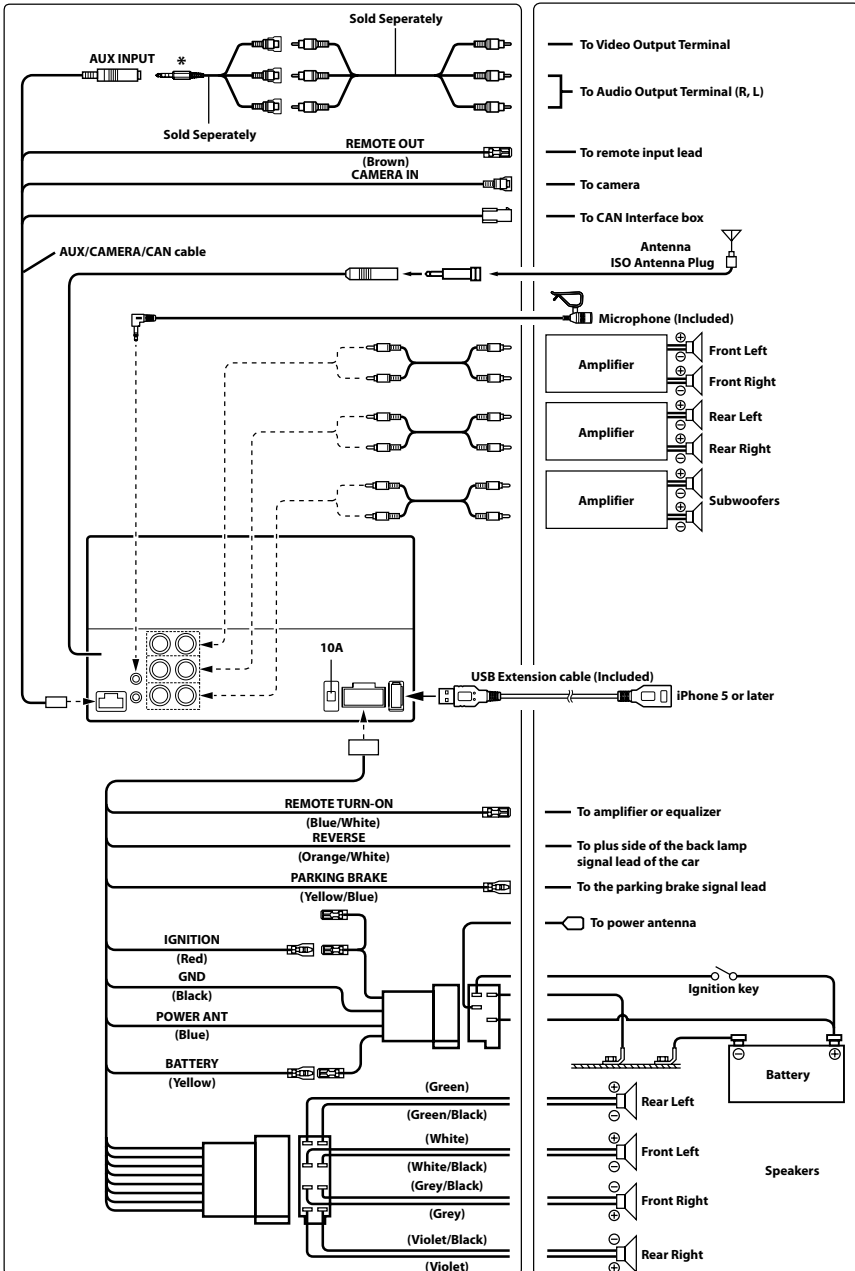 Sold Seperately
AUX INPUT
*
Sold Seperately
To Video Output Terminal
To Audio Output Terminal (R, L)
REMOTE OUT
(Brown)
To remote input lead
CAMERA IN
To camera
To CAN Interface box
AUX/CAMERA/CAN cable
Antenna
ISO Antenna Plug
Microphone (Included)
Amplifier
⊕
⊖
Front Left
⊕
⊖
Front Right
Amplifier
⊕
⊖
Rear Left
⊕
⊖
Rear Right
Amplifier
⊕
⊖
Subwoofers
⊕
⊖
10A
USB Extension cable (Included)
iPhone 5 or later
REMOTE TURN-ON
(Blue/White)
To amplifier or equalizer
REVERSE
(Orange/White)
To plus side of the back lamp
signal lead of the car
PARKING BRAKE
(Yellow/Blue)
To the parking brake signal lead
To power antenna
IGNITION
(Red)
Ignition key
GND
(Black)
POWER ANT
(Blue)
⊖
⊕
Battery
BATTERY
(Yellow)
(Green)
(Green/Black)
⊕
⊖
Rear Left
(White)
(White/Black)
⊕
⊖
Front Left
Speakers
(Grey/Black)
(Grey)
⊖
⊕
Front Right
(Violet/Black)
(Violet)
⊖
⊕
Rear Right